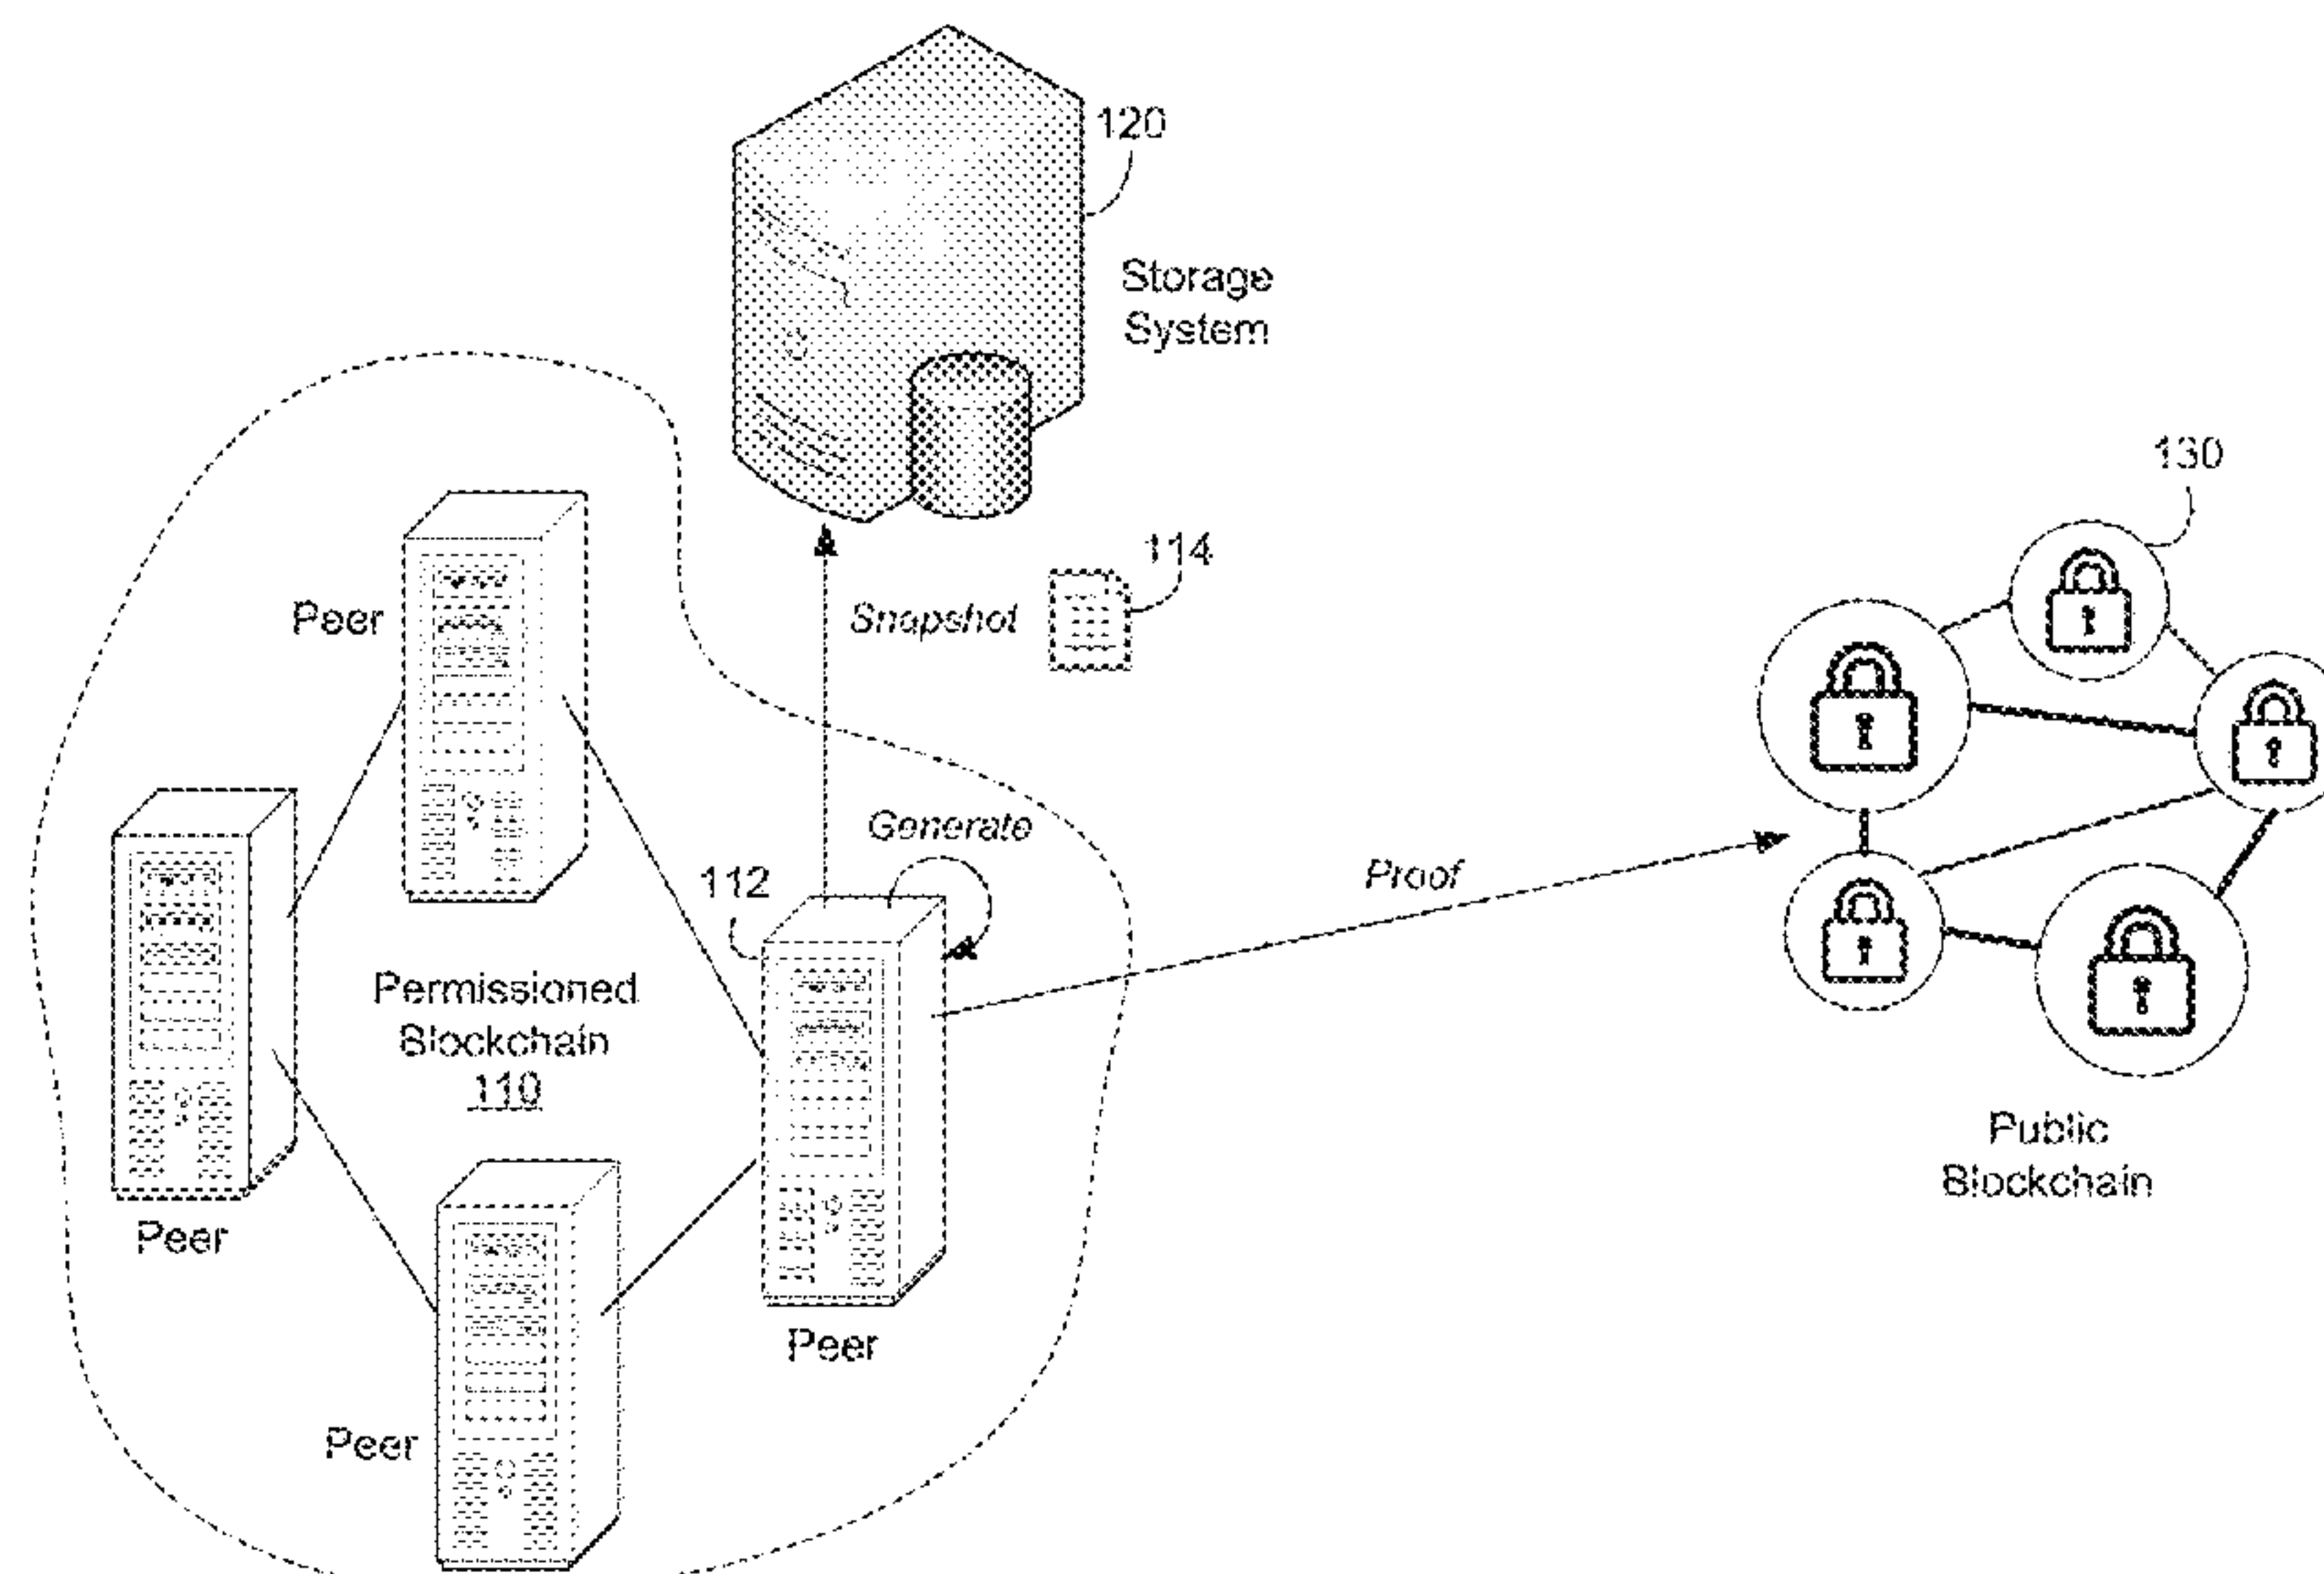 120
Storage
System
130
114
Snapshot
Peer
Generate
112
Proof
Permissioned
Blockchain
110
Public
Blockchain
Peer
Peer
Peer